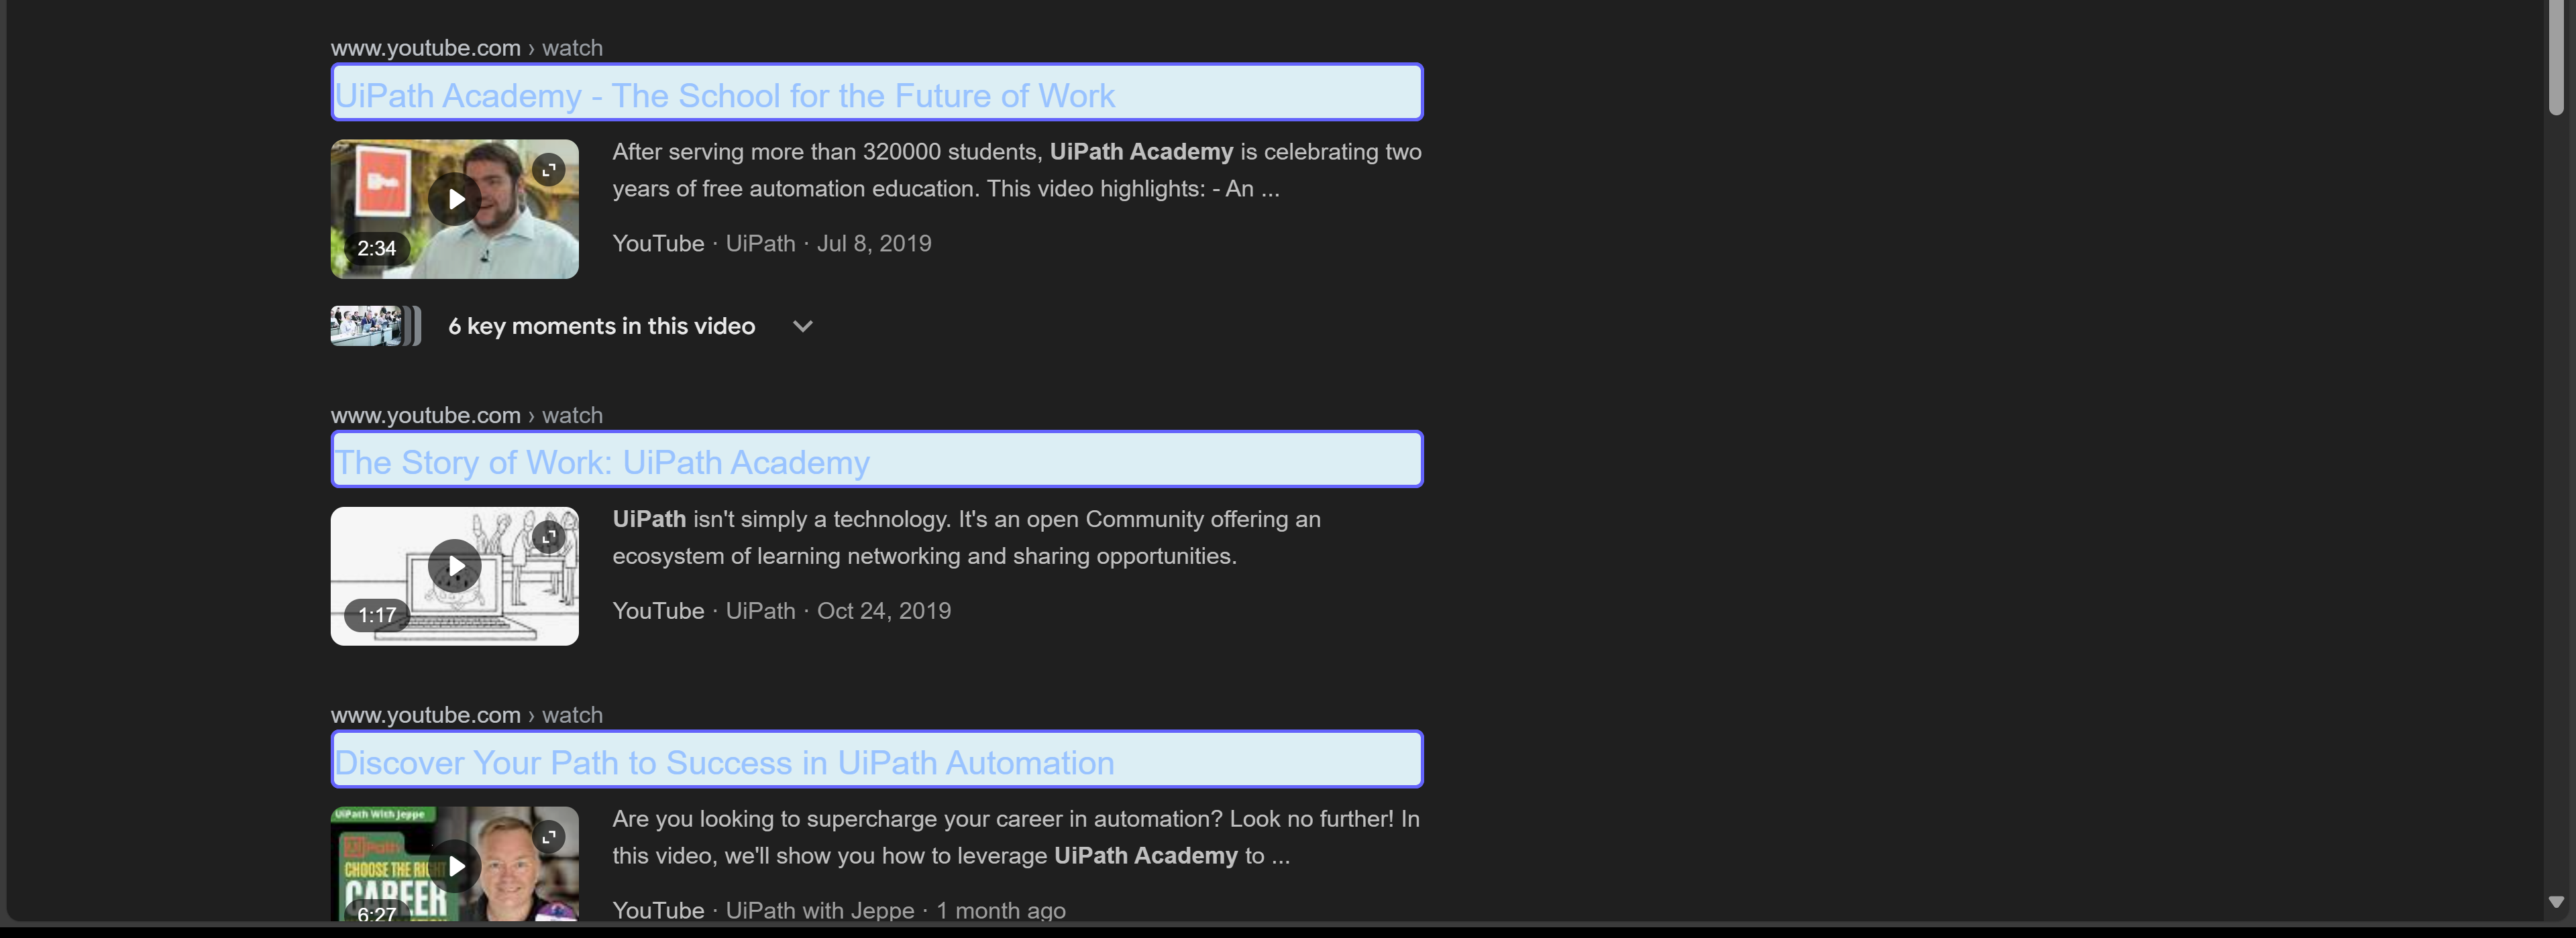 www.youtube.com › watch
UiPath Academy - The School for the Future of Work
After serving more than 320000 students, UiPath Academy is celebrating two
years of free automation education. This video highlights: - An ...
2:34
YouTube · UiPath · Jul 8, 2019
6 key moments in this video
www.youtube.com › watch
The Story of Work: UiPath Academy
UiPath isn't simply a technology. It's an open Community offering an
ecosystem of learning networking and sharing opportunities.
1:17
YouTube · UiPath · Oct 24, 2019
www.youtube.com › watch
Discover Your Path to Success in UiPath Automation
UiPath With Jeppe
UiPath
CHOOSE THE RIGHT
CAREER
6:27
Are you looking to supercharge your career in automation? Look no further! In
this video, we'll show you how to leverage UiPath Academy to ...
YouTube · UiPath with Jeppe · 1 month ago